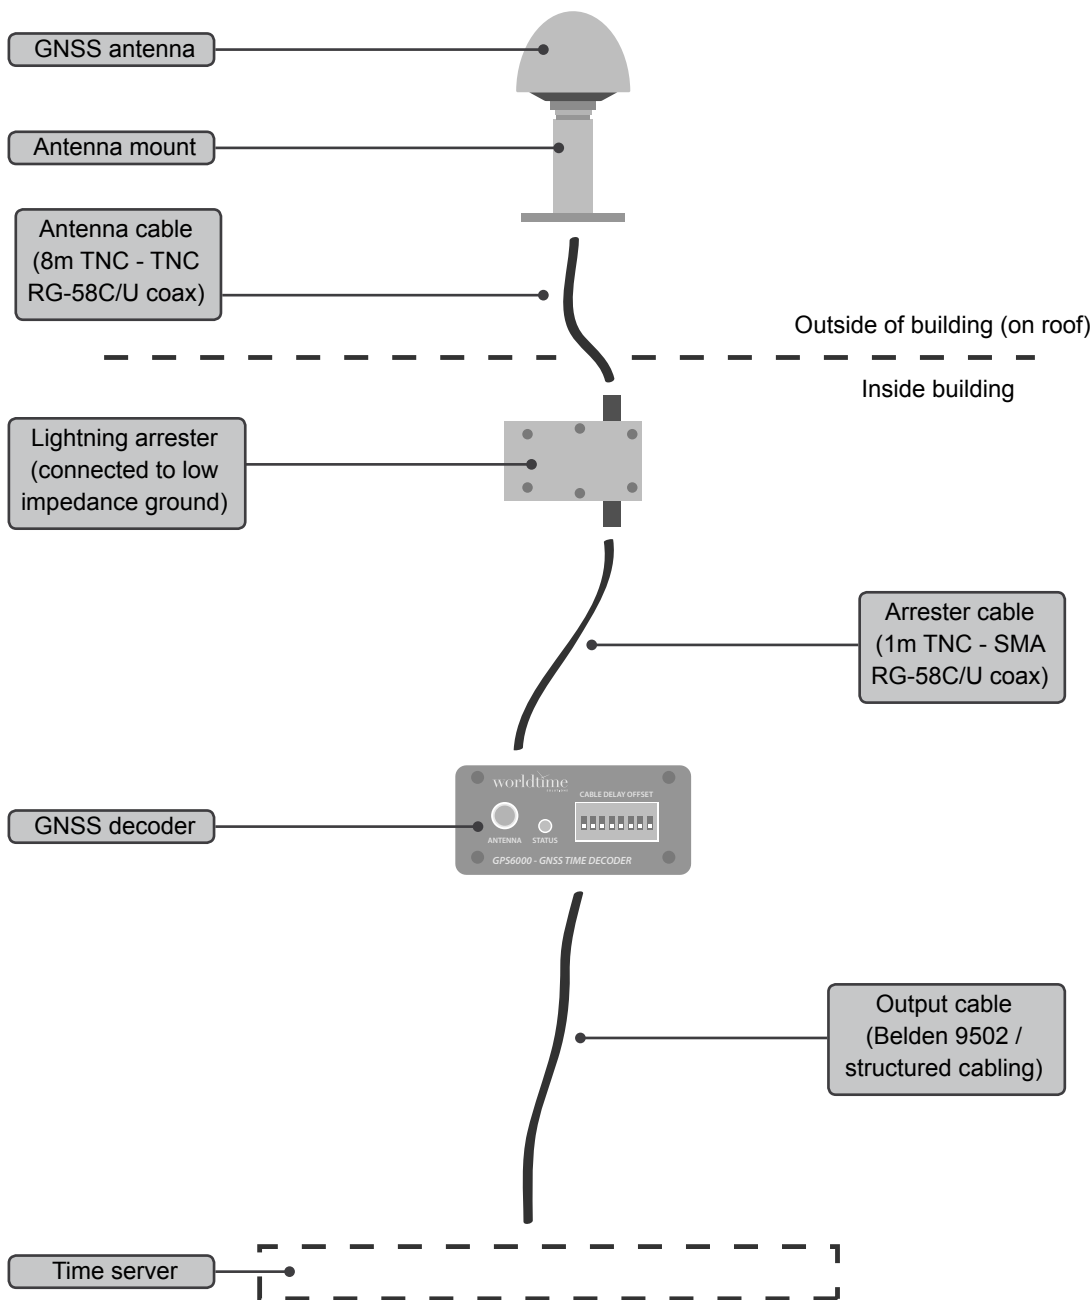 GNSS antenna
Antenna mount
Antenna cable
(8m TNC - TNC
RG-58C/U coax)
Outside of building (on roof)
Inside building
Lightning arrester
(connected to low
impedance ground)
Arrester cable
(1m TNC - SMA
RG-58C/U coax)
worldtime
CABLE DELAY OFFSET
ANTENNA
STATUS
GPS6000 - GNSS TIME DECODER
GNSS decoder
Output cable
(Belden 9502 /
structured cabling)
Time server